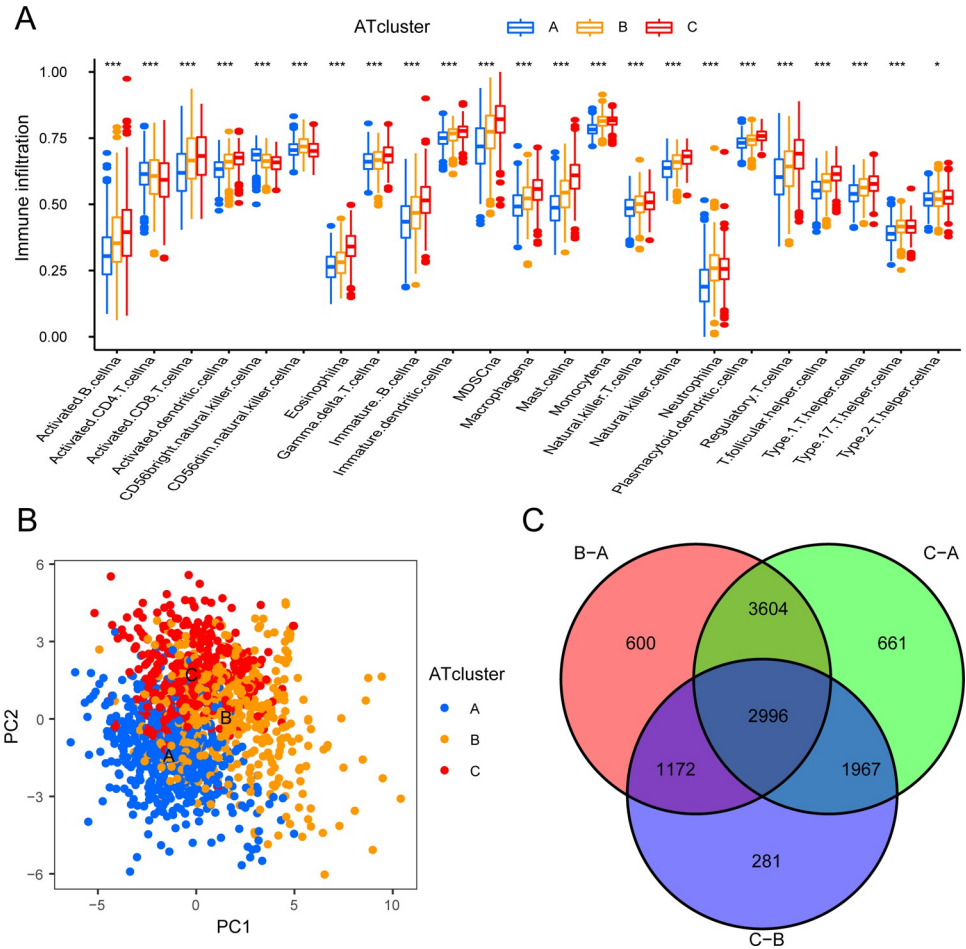 A
ATcluster A B C
*** *** *** *** *** *** *** *** *** *** *** *** *** *** *** *** *** *** *** *** *** *** *
Immune infiltration
1.00
0.75
0.50
0.25
0.00
Activated.B.cellna
Activated.CD4.T.cellna
Activated.CD8.T.cellna
Activated.dendritic.cellna
CD56bright.natural.killer.cellna
CD56dim.natural.killer.cellna
Eosinophilna
Gamma.delta.T.cellna
Immature..B.cellna
Immature.dendritic.cellna
MDSCna
Macrophagena
Mast.cellna
Monocytena
Natural.killer.T.cellna
Natural.killer.cellna
Neutrophilna
Plasmacytoid.dendritic.cellna
Regulatory.T.cellna
T.follicular.helper.cellna
Type.1.T.helper.cellna
Type.17.T.helper.cellna
Type.2.T.helper.cellna
B
6
3
0
−3
−6
PC2
C
B
A
−5 0 5 10
PC1
ATcluster
A
B
C
C
B−A C−A
3604
600 661
2996
1172 1967
281
C−B